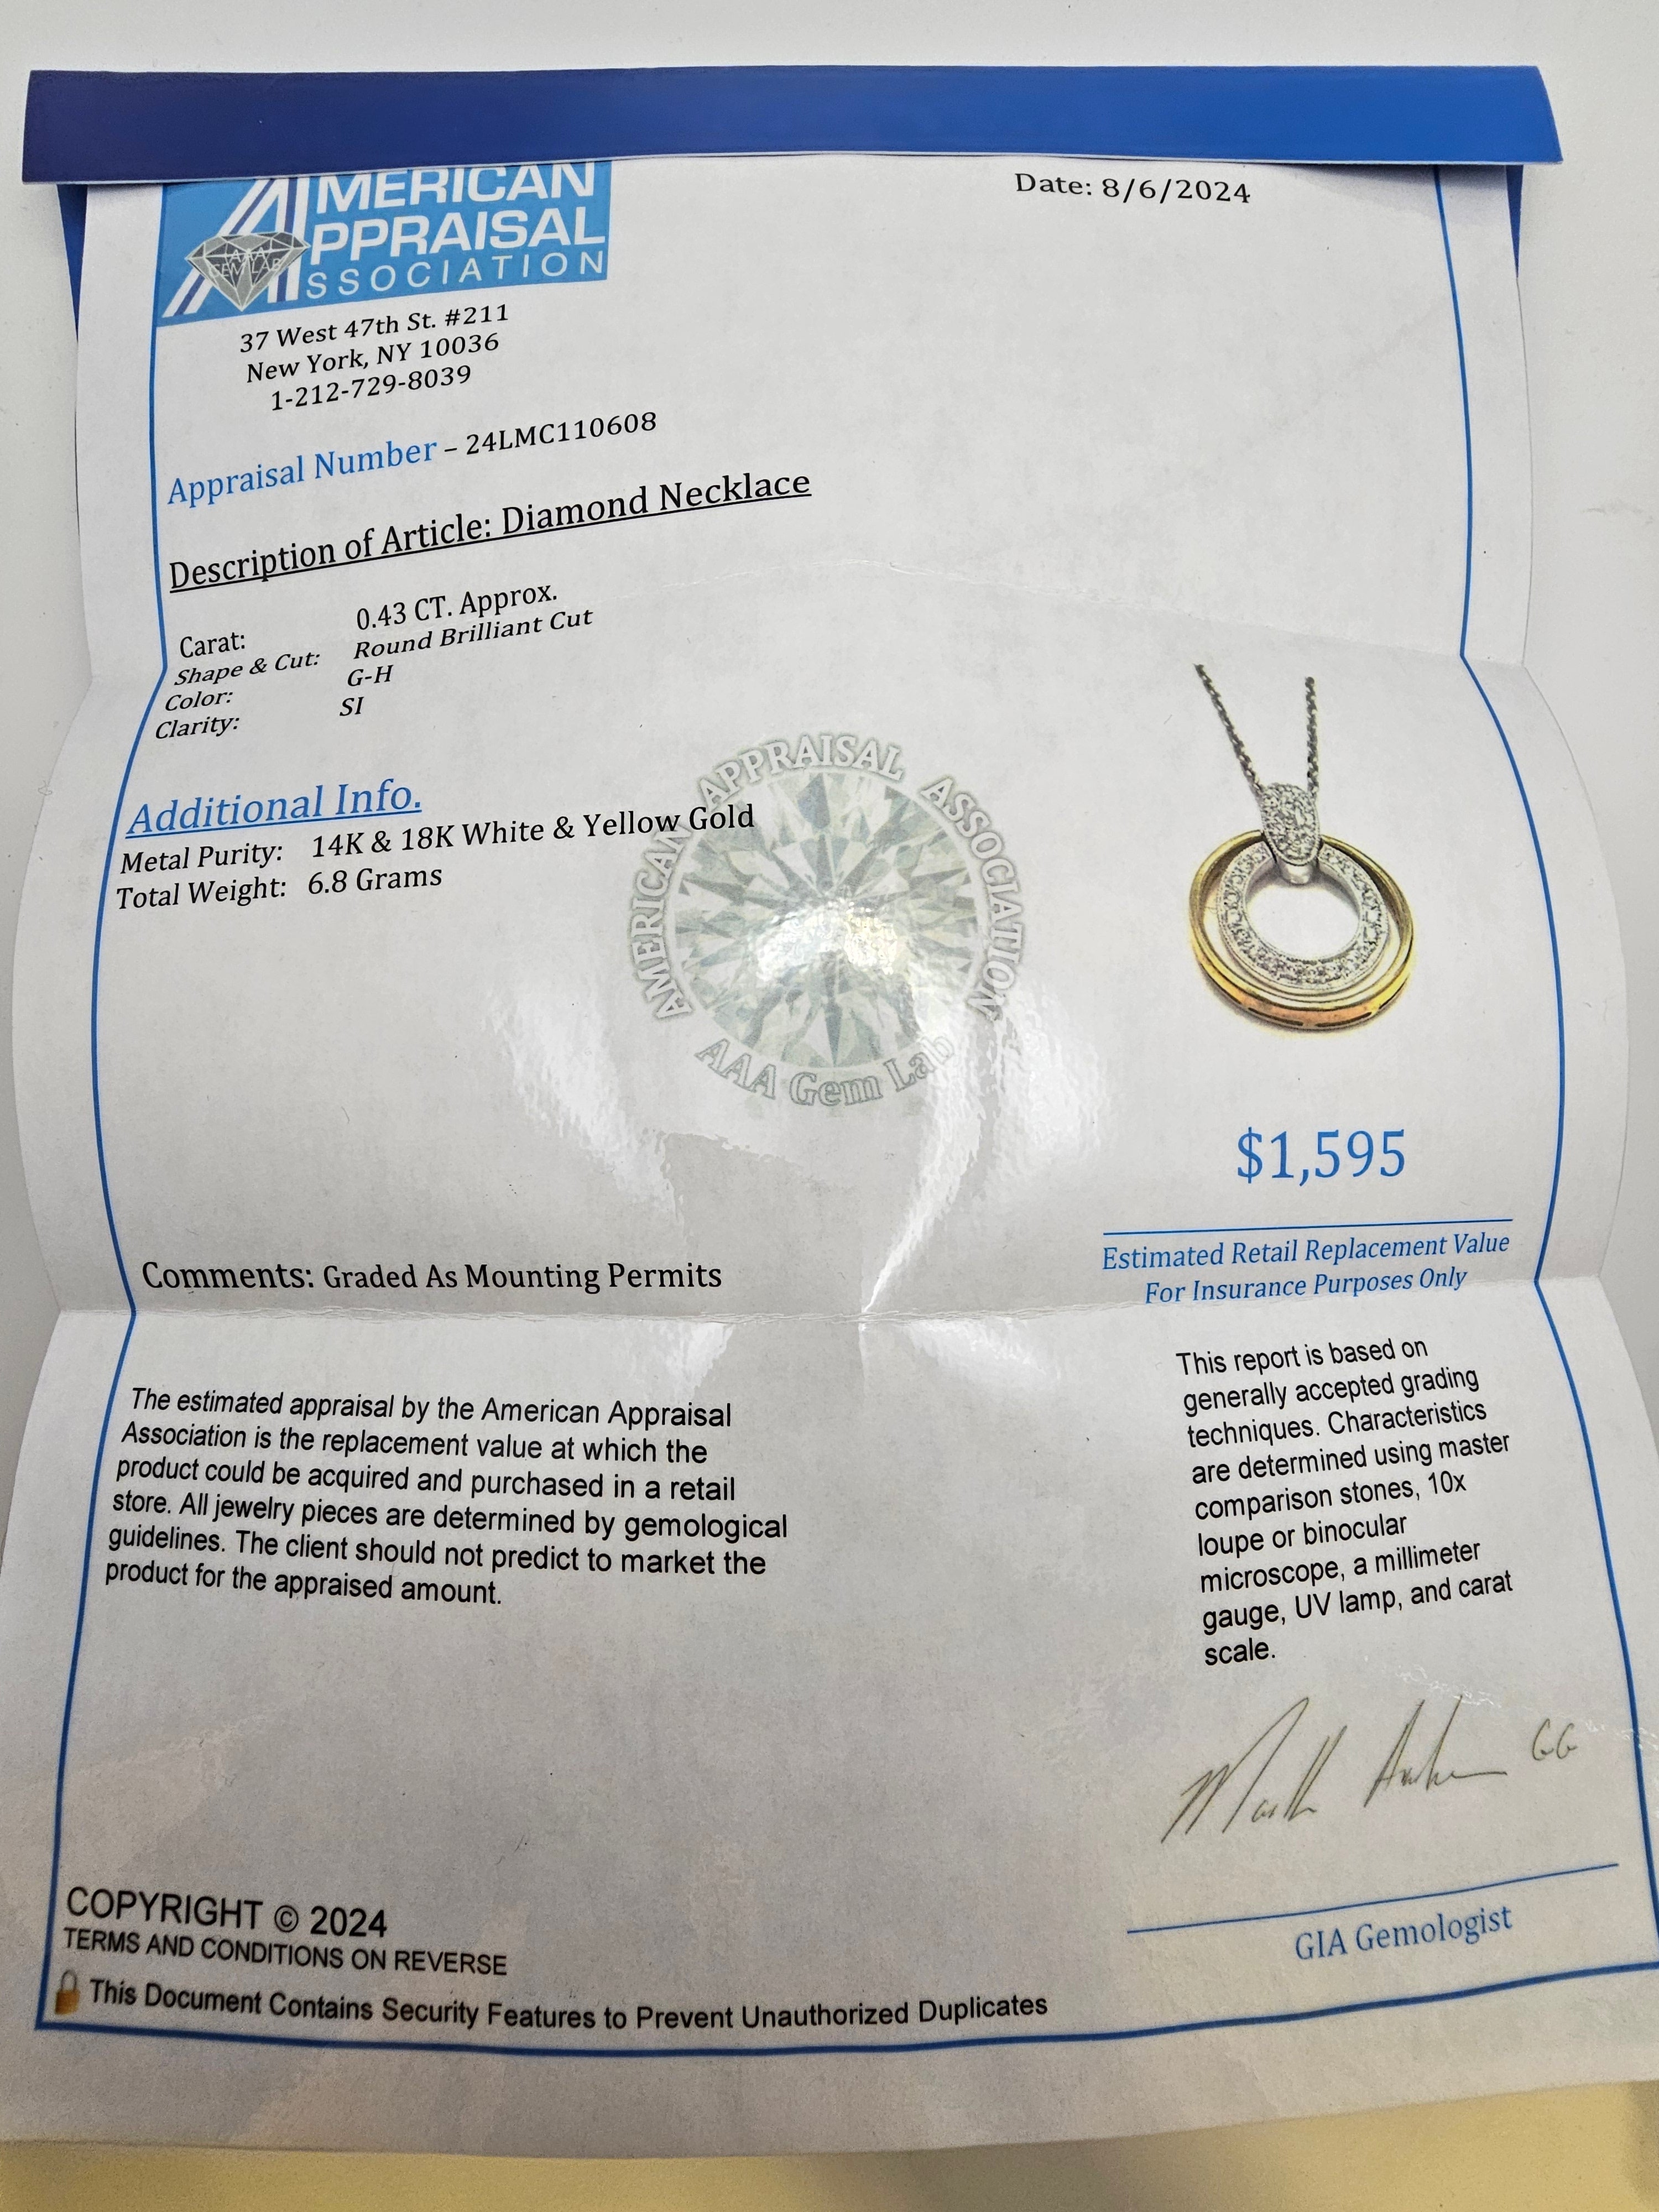 AMERICAN
APPRAISAL
ASSOCIATION
AAA
GEM LAB
Date: 8/6/2024
37 West 47th St. #211
New York, NY 10036
1-212-729-8039
Appraisal Number – 24LMC110608
Description of Article: Diamond Necklace
Carat: 0.43 CT. Approx.
Shape & Cut: Round Brilliant Cut
Color: G-H
Clarity: SI
Additional Info.
Metal Purity: 14K & 18K White & Yellow Gold
Total Weight: 6.8 Grams
AMERICAN APPRAISAL ASSOCIATION
AAA Gem Lab
$1,595
Estimated Retail Replacement Value
For Insurance Purposes Only
Comments: Graded As Mounting Permits
The estimated appraisal by the American Appraisal
Association is the replacement value at which the
product could be acquired and purchased in a retail
store. All jewelry pieces are determined by gemological
guidelines. The client should not predict to market the
product for the appraised amount.
This report is based on
generally accepted grading
techniques. Characteristics
are determined using master
comparison stones, 10x
loupe or binocular
microscope, a millimeter
gauge, UV lamp, and carat
scale.
GG
GIA Gemologist
COPYRIGHT © 2024
TERMS AND CONDITIONS ON REVERSE
This Document Contains Security Features to Prevent Unauthorized Duplicates